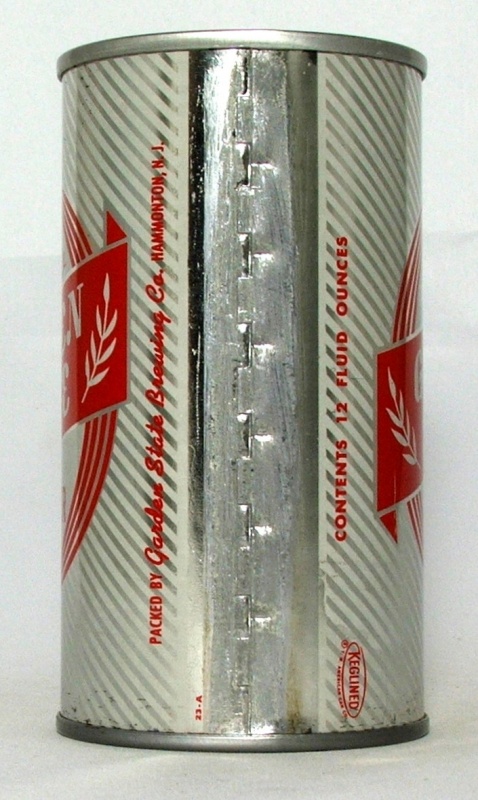 PACKED BY Garden State Brewing Co. HAMMONTON, N. J.
23-A
CONTENTS 12 FLUID OUNCES
KEGLINED